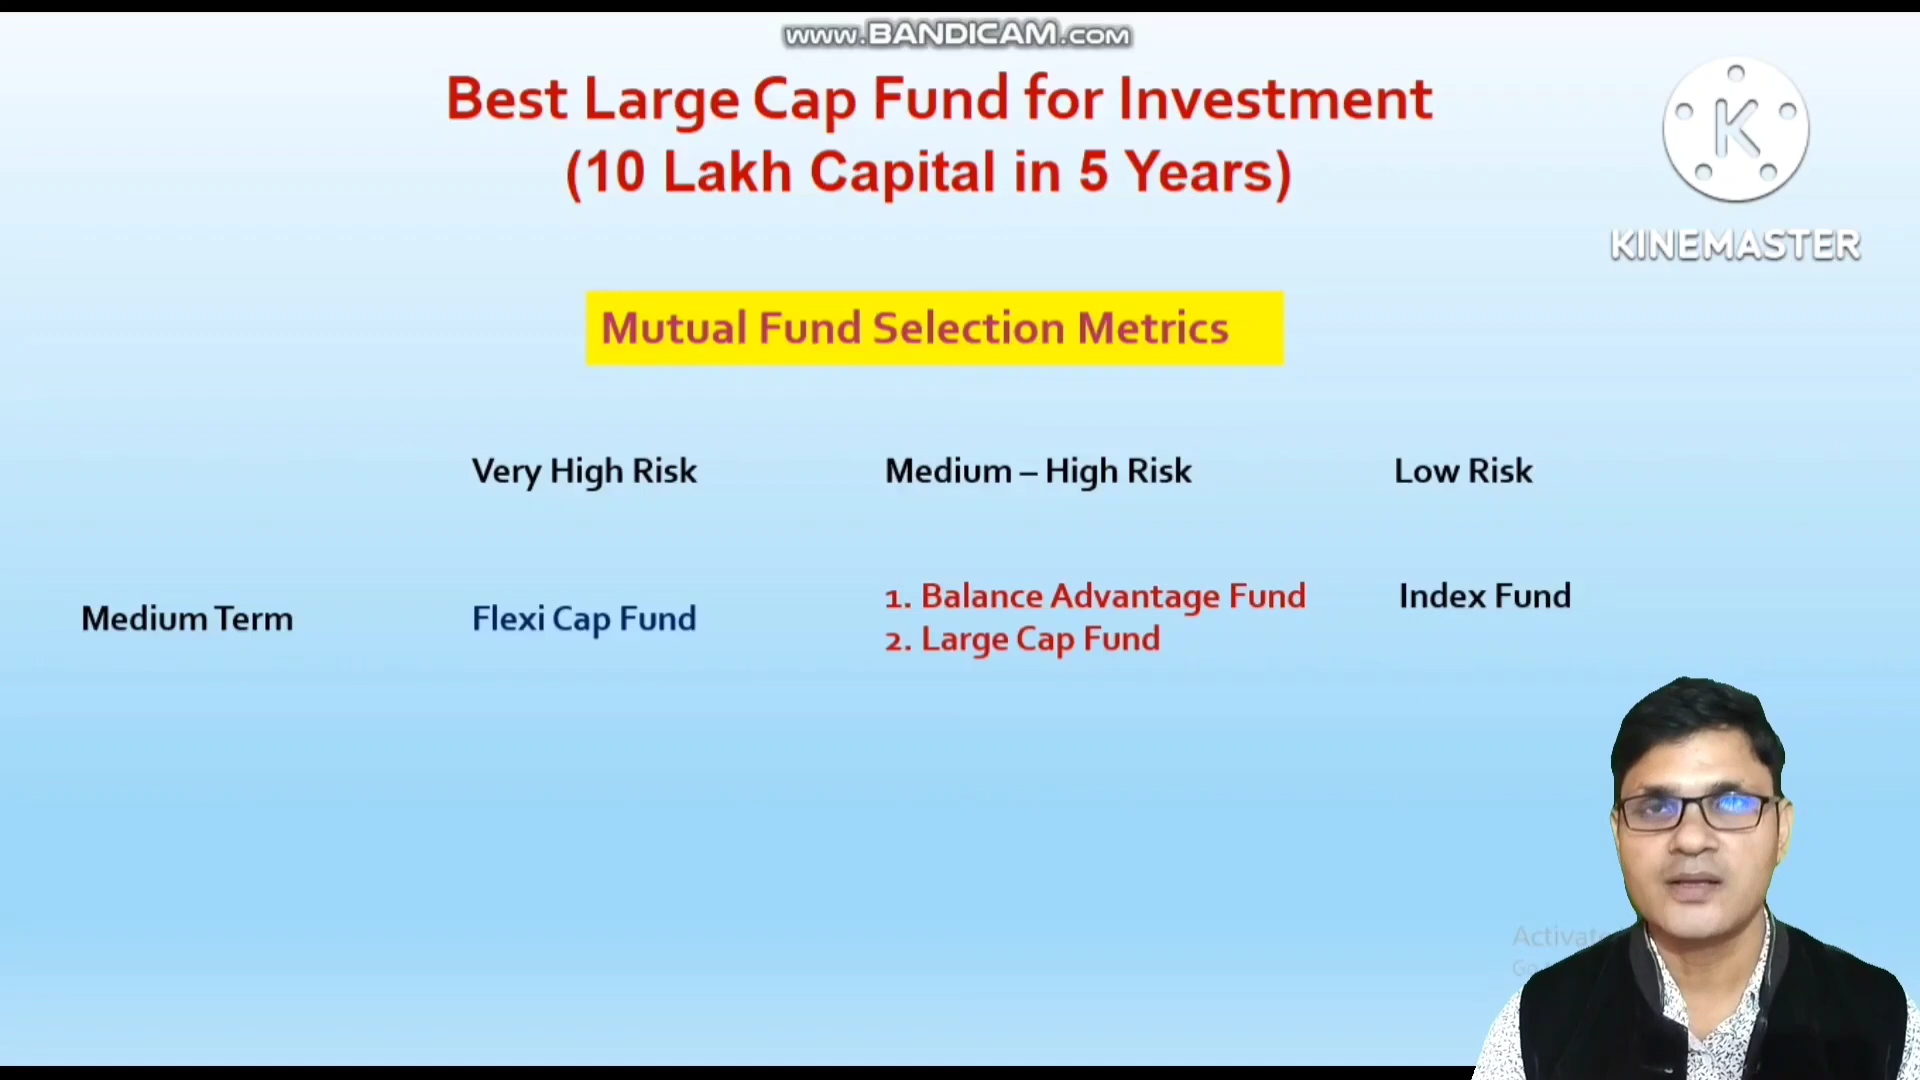 www.BANDICAM.com
Best Large Cap Fund for Investment
(10 Lakh Capital in 5 Years)
K
KINEMASTER
Mutual Fund Selection Metrics
Very High Risk
Medium – High Risk
Low Risk
Medium Term
Flexi Cap Fund
1. Balance Advantage Fund
2. Large Cap Fund
Index Fund